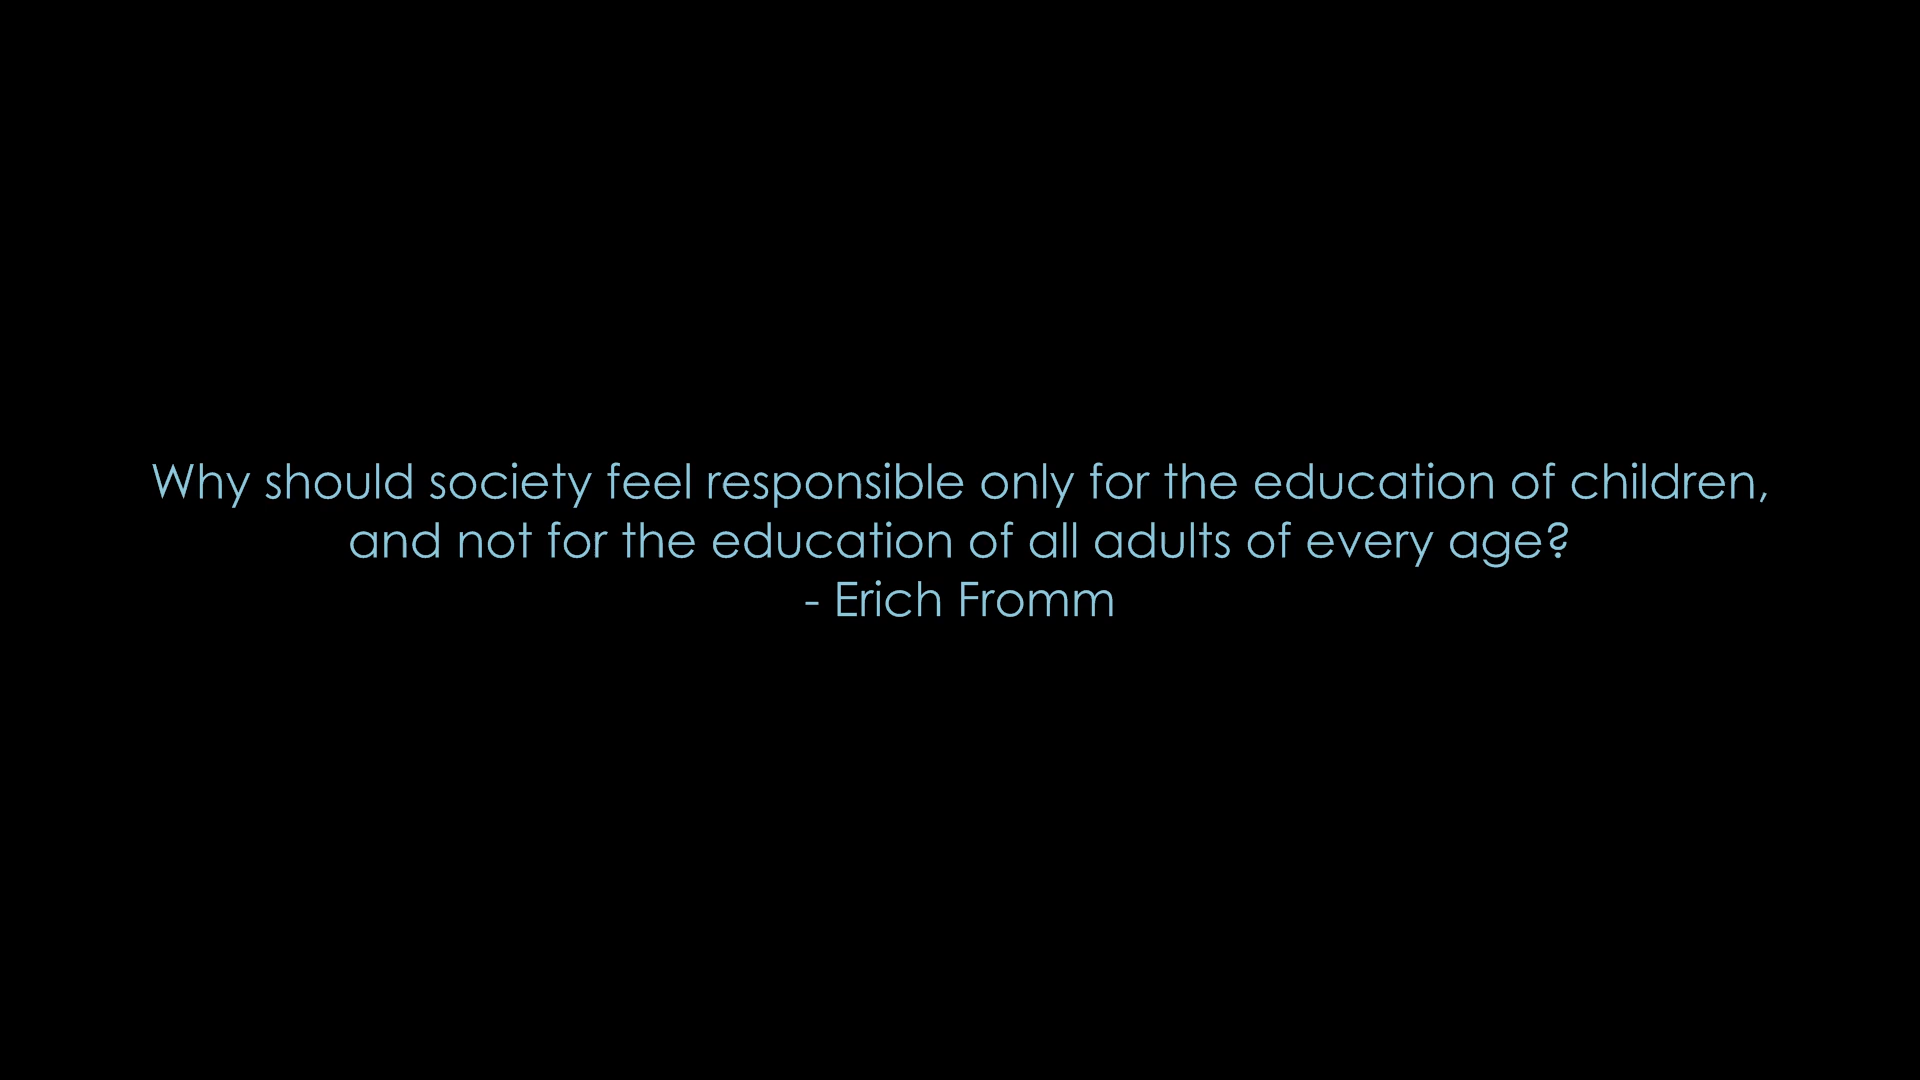 Why should society feel responsible only for the education of children,
and not for the education of all adults of every age?
- Erich Fromm